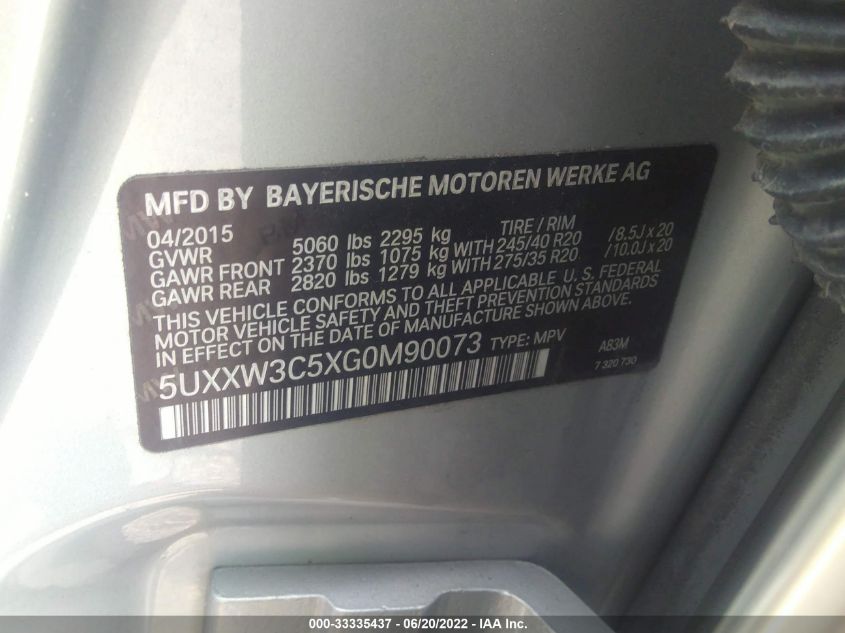 MFD BY BAYERISCHE MOTOREN WERKE AG
04/2015 TIRE / RIM
GVWR 5060 lbs 2295 kg
GAWR FRONT 2370 lbs 1075 kg WITH 245/40 R20 /8.5J x 20
GAWR REAR 2820 lbs 1279 kg WITH 275/35 R20 /10.0J x 20
THIS VEHICLE CONFORMS TO ALL APPLICABLE U. S. FEDERAL
MOTOR VEHICLE SAFETY AND THEFT PREVENTION STANDARDS
IN EFFECT ON THE DATE OF MANUFACTURE SHOWN ABOVE.
5UXXW3C5XG0M90073 TYPE: MPV A83M
7 320 730
000-33335437 - 06/20/2022 - IAA Inc.